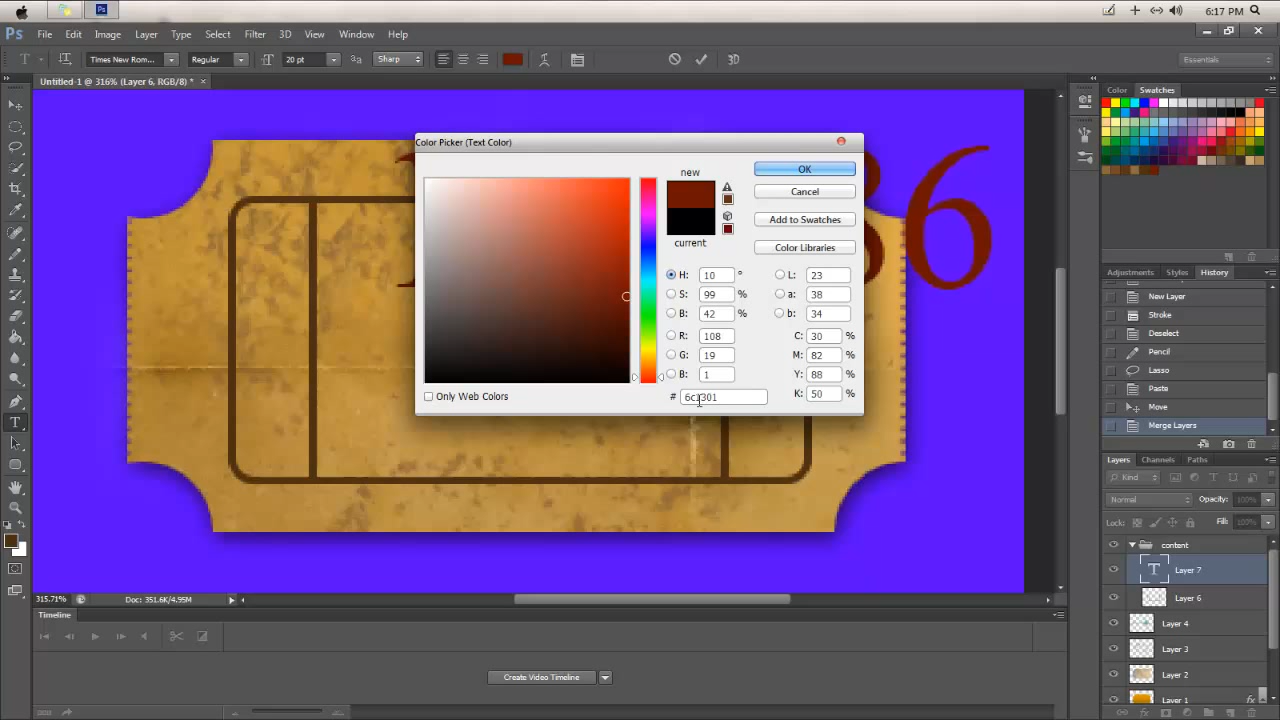 6:17 PM
Ps File Edit Image Layer Type Select Filter 3D View Window Help
Times New Rom... Regular 20 pt Sharp 3D Essentials
Untitled-1 @ 316% (Layer 6, RGB/8) *
Color Swatches
Color Picker (Text Color)
new
OK
Cancel
Add to Swatches
current
Color Libraries
H: 10 ° L: 23
S: 99 % a: 38
B: 42 % b: 34
R: 108 C: 30 %
G: 19 M: 82 %
B: 1 Y: 88 %
# 6c1301 K: 50 %
Only Web Colors
6
Adjustments Styles History
New Layer
Stroke
Deselect
Pencil
Lasso
Paste
Move
Merge Layers
Layers Channels Paths
Kind
Normal Opacity: 100%
Lock: Fill: 100%
content
Layer 7
Layer 6
Layer 4
Layer 3
Layer 2
Layer 1 fx
315.71% Doc: 351.6K/4.95M
Timeline
Create Video Timeline